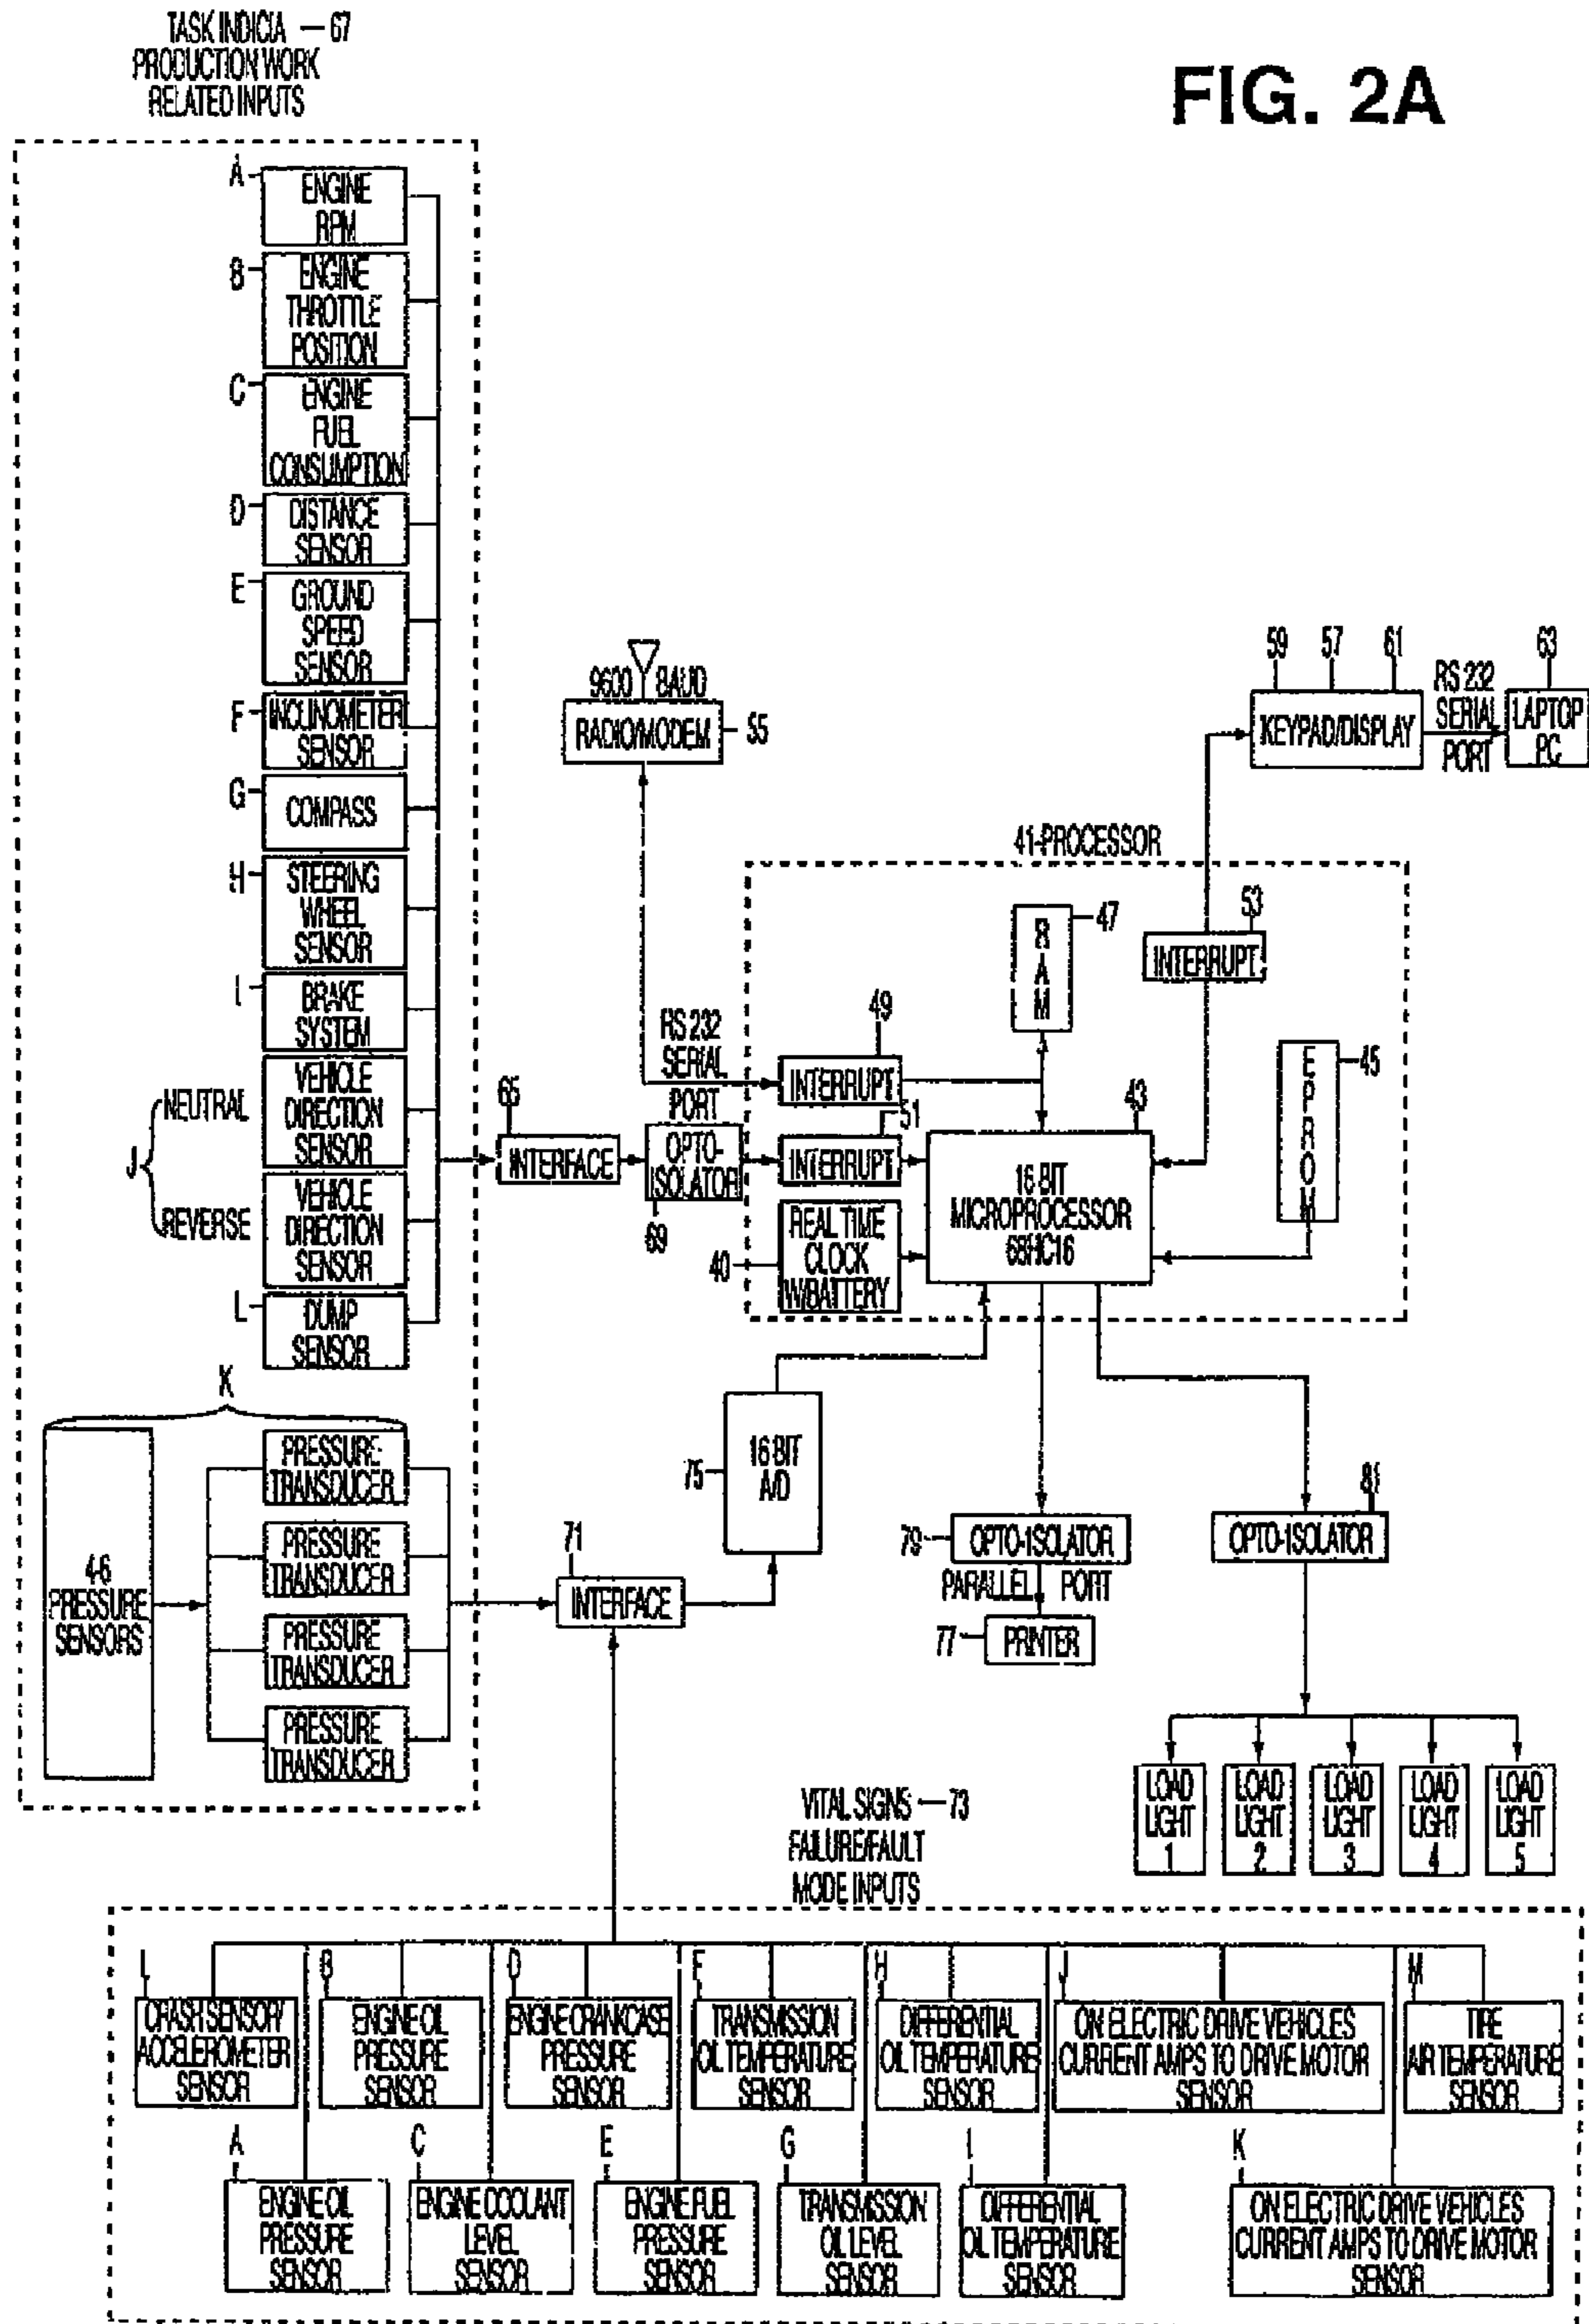 TASK INDICIA — 67
PRODUCTION WORK
RELATED INPUTS
FIG. 2A
A
ENGINE
RPM
B
ENGINE
THROTTLE
POSITION
C
ENGINE
FUEL
CONSUMPTION
D
DISTANCE
SENSOR
E
GROUND
SPEED
SENSOR
F
INCLINOMETER
SENSOR
G
COMPASS
H
STEERING
WHEEL
SENSOR
I
BRAKE
SYSTEM
J
NEUTRAL
VEHICLE
DIRECTION
SENSOR
REVERSE
VEHICLE
DIRECTION
SENSOR
L
DUMP
SENSOR
K
4-6
PRESSURE
SENSORS
PRESSURE
TRANSDUCER
PRESSURE
TRANSDUCER
PRESSURE
TRANSDUCER
PRESSURE
TRANSDUCER
65
INTERFACE
OPTO-
ISOLATOR
69
9600 BAUD
RADIO/MODEM
55
RS 232
SERIAL
PORT
59
57
61
KEYPAD/DISPLAY
RS 232
SERIAL
PORT
63
LAPTOP
PC
41-PROCESSOR
RAM
47
53
INTERRUPT
49
INTERRUPT
51
INTERRUPT
EPROM
45
43
16 BIT
MICROPROCESSOR
68HC16
40
REAL TIME
CLOCK
W/BATTERY
75
16 BIT
A/D
71
INTERFACE
79
OPTO-1SOLATOR
PARALLEL PORT
77
PRINTER
81
OPTO-1SOLATOR
LOAD
LIGHT
1
LOAD
LIGHT
2
LOAD
LIGHT
3
LOAD
LIGHT
4
LOAD
LIGHT
5
VITAL SIGNS — 73
FAILURE/FAULT
MODE INPUTS
L
CRASH SENSOR/
ACCELEROMETER
SENSOR
B
ENGINE OIL
PRESSURE
SENSOR
D
ENGINE CRANKCASE
PRESSURE
SENSOR
F
TRANSMISSION
OIL TEMPERATURE
SENSOR
H
DIFFERENTIAL
OIL TEMPERATURE
SENSOR
J
ON ELECTRIC DRIVE VEHICLES
CURRENT AMPS TO DRIVE MOTOR
SENSOR
M
TIRE
AIR TEMPERATURE
SENSOR
A
ENGINE OIL
PRESSURE
SENSOR
C
ENGINE COOLANT
LEVEL
SENSOR
E
ENGINE FUEL
PRESSURE
SENSOR
G
TRANSMISSION
OIL LEVEL
SENSOR
I
DIFFERENTIAL
OIL TEMPERATURE
SENSOR
K
ON ELECTRIC DRIVE VEHICLES
CURRENT AMPS TO DRIVE MOTOR
SENSOR